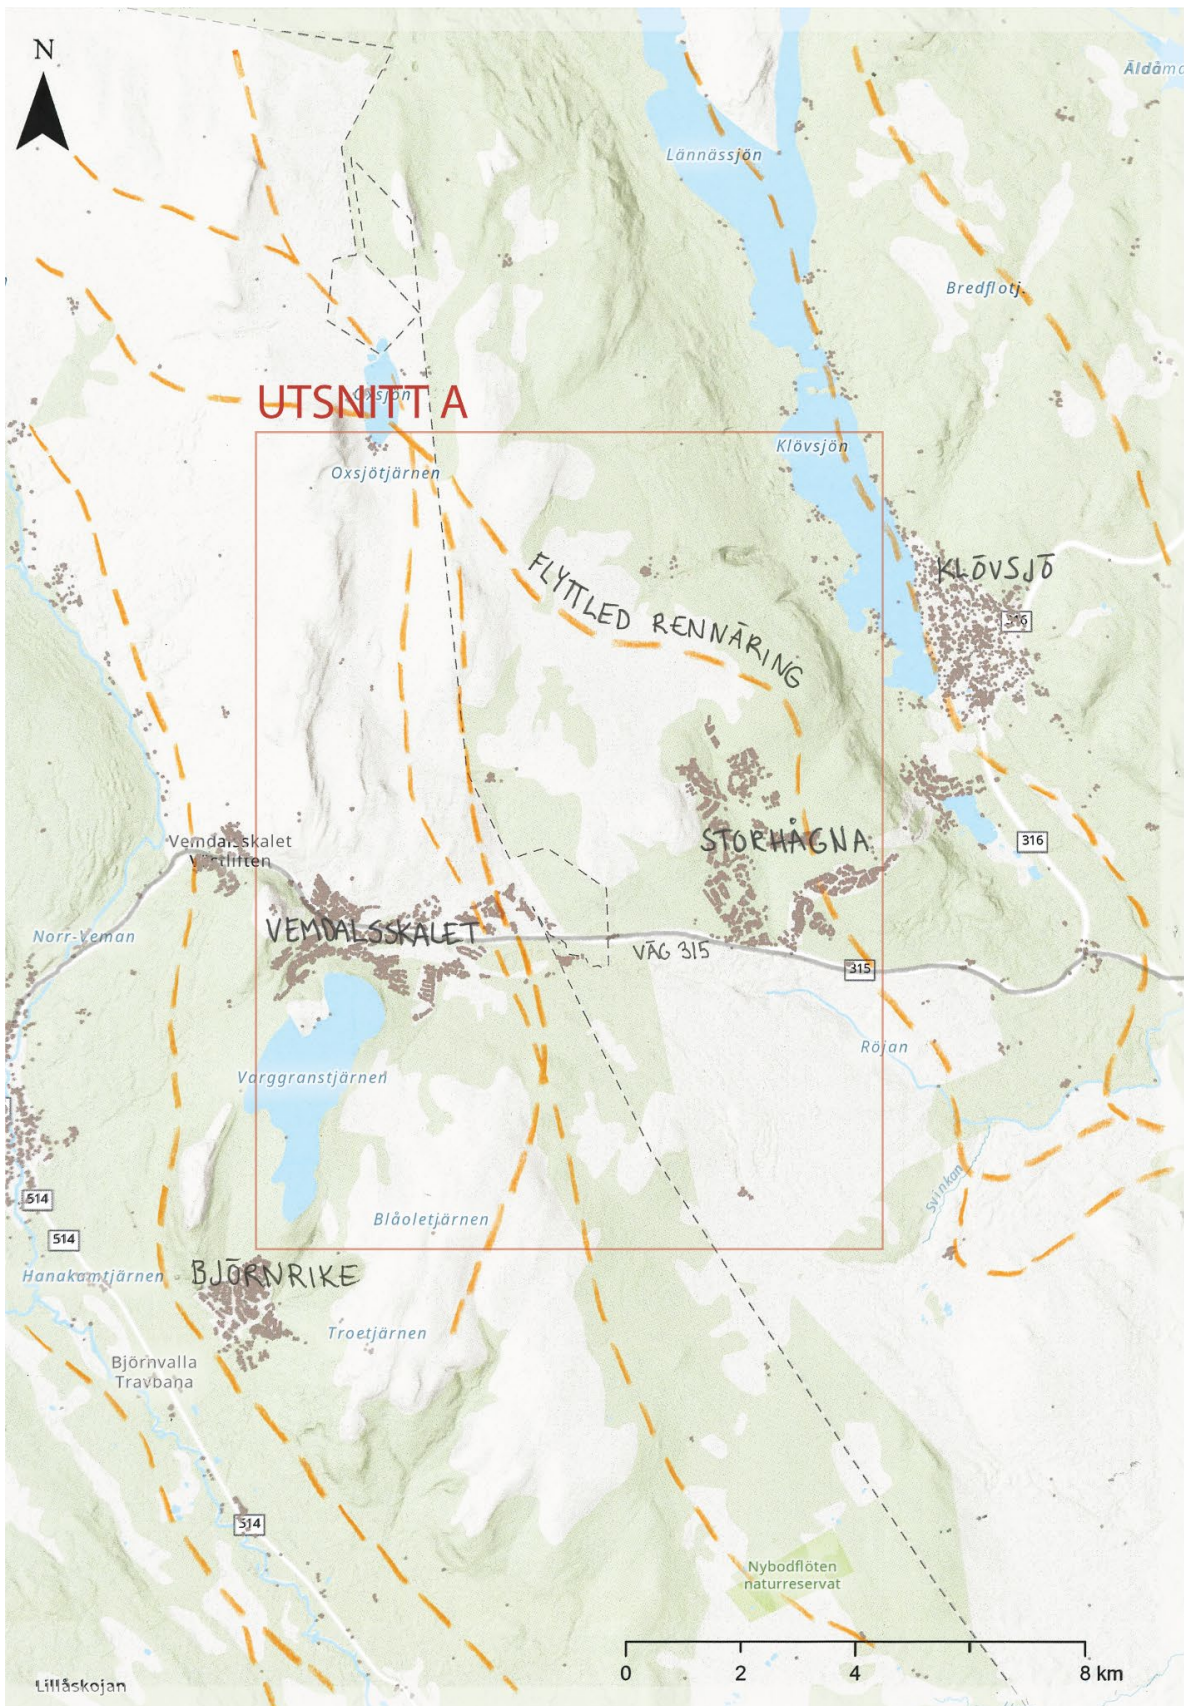 N
Äldåma
Lännässjön
Bredflotj.
UTSNITT A
Oxsjön
Klövsjön
Oxsjötjärnen
FLYTTLED RENNÄRING
KLÖVSJÖ
316
STORHÅGNA
316
Vemdalsskalet
Västliften
VEMDALSSKALET
Norr-Veman
VÄG 315
315
Röjan
Varggranstjärnen
Svinkan
514
Blåoletjärnen
514
Hanakamtjärnen
BJÖRNRIKE
Troetjärnen
Björnvalla
Travbana
514
Nybodflöten
naturreservat
0 2 4 8 km
Lillåskojan